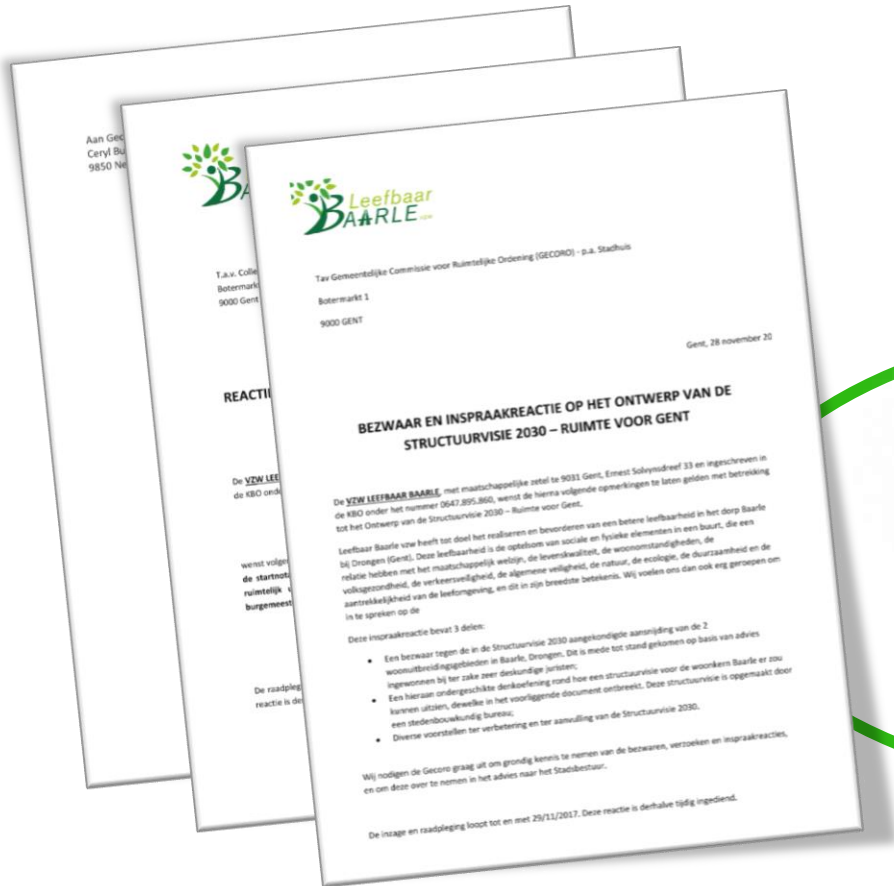 Aan Gec
Ceryl Bu
9850 Ne
BA
T.a.v. Colle
Botermark
9000 Gent
REACTI
De VZW LEE
de KBO onde
wenst volge
de startnota
ruimtelijk u
burgemeest
De raadpleg
reactie is de
Leefbaar
BAARLE vzw
Tav Gemeentelijke Commissie voor Ruimtelijke Ordening (GECORO) - p.a. Stadhuis
Botermarkt 1
9000 GENT
Gent, 28 november 20
BEZWAAR EN INSPRAAKREACTIE OP HET ONTWERP VAN DE
STRUCTUURVISIE 2030 – RUIMTE VOOR GENT
De VZW LEEFBAAR BAARLE, met maatschappelijke zetel te 9031 Gent, Ernest Solvynsdreef 33 en ingeschreven in
de KBO onder het nummer 0647.895.860, wenst de hierna volgende opmerkingen te laten gelden met betrekking
tot het Ontwerp van de Structuurvisie 2030 – Ruimte voor Gent.
Leefbaar Baarle vzw heeft tot doel het realiseren en bevorderen van een betere leefbaarheid in het dorp Baarle
bij Drongen (Gent). Deze leefbaarheid is de optelsom van sociale en fysieke elementen in een buurt, die een
relatie hebben met het maatschappelijk welzijn, de levenskwaliteit, de woonomstandigheden, de
volksgezondheid, de verkeersveiligheid, de algemene veiligheid, de natuur, de ecologie, de duurzaamheid en de
aantrekkelijkheid van de leefomgeving, en dit in zijn breedste betekenis. Wij voelen ons dan ook erg geroepen om
in te spreken op de
Deze inspraakreactie bevat 3 delen:
• Een bezwaar tegen de in de Structuurvisie 2030 aangekondigde aansnijding van de 2
woonuitbreidingsgebieden in Baarle, Drongen. Dit is mede tot stand gekomen op basis van advies
ingewonnen bij ter zake zeer deskundige juristen;
• Een hieraan ondergeschikte denkoefening rond hoe een structuurvisie voor de woonkern Baarle er zou
kunnen uitzien, dewelke in het voorliggende document ontbreekt. Deze structuurvisie is opgemaakt door
een stedenbouwkundig bureau;
• Diverse voorstellen ter verbetering en ter aanvulling van de Structuurvisie 2030.
Wij nodigen de Gecoro graag uit om grondig kennis te nemen van de bezwaren, verzoeken en inspraakreacties,
en om deze over te nemen in het advies naar het Stadsbestuur.
De inzage en raadpleging loopt tot en met 29/11/2017. Deze reactie is derhalve tijdig ingediend.